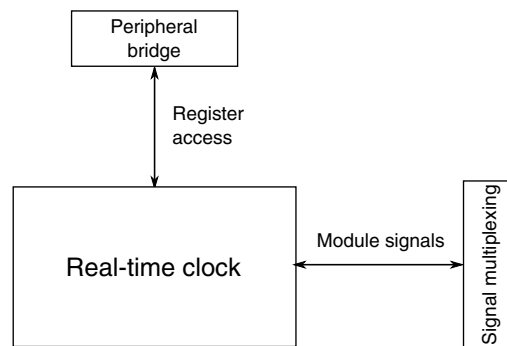 Peripheral
bridge
Register
access
Real-time clock
Module signals
Signal multiplexing